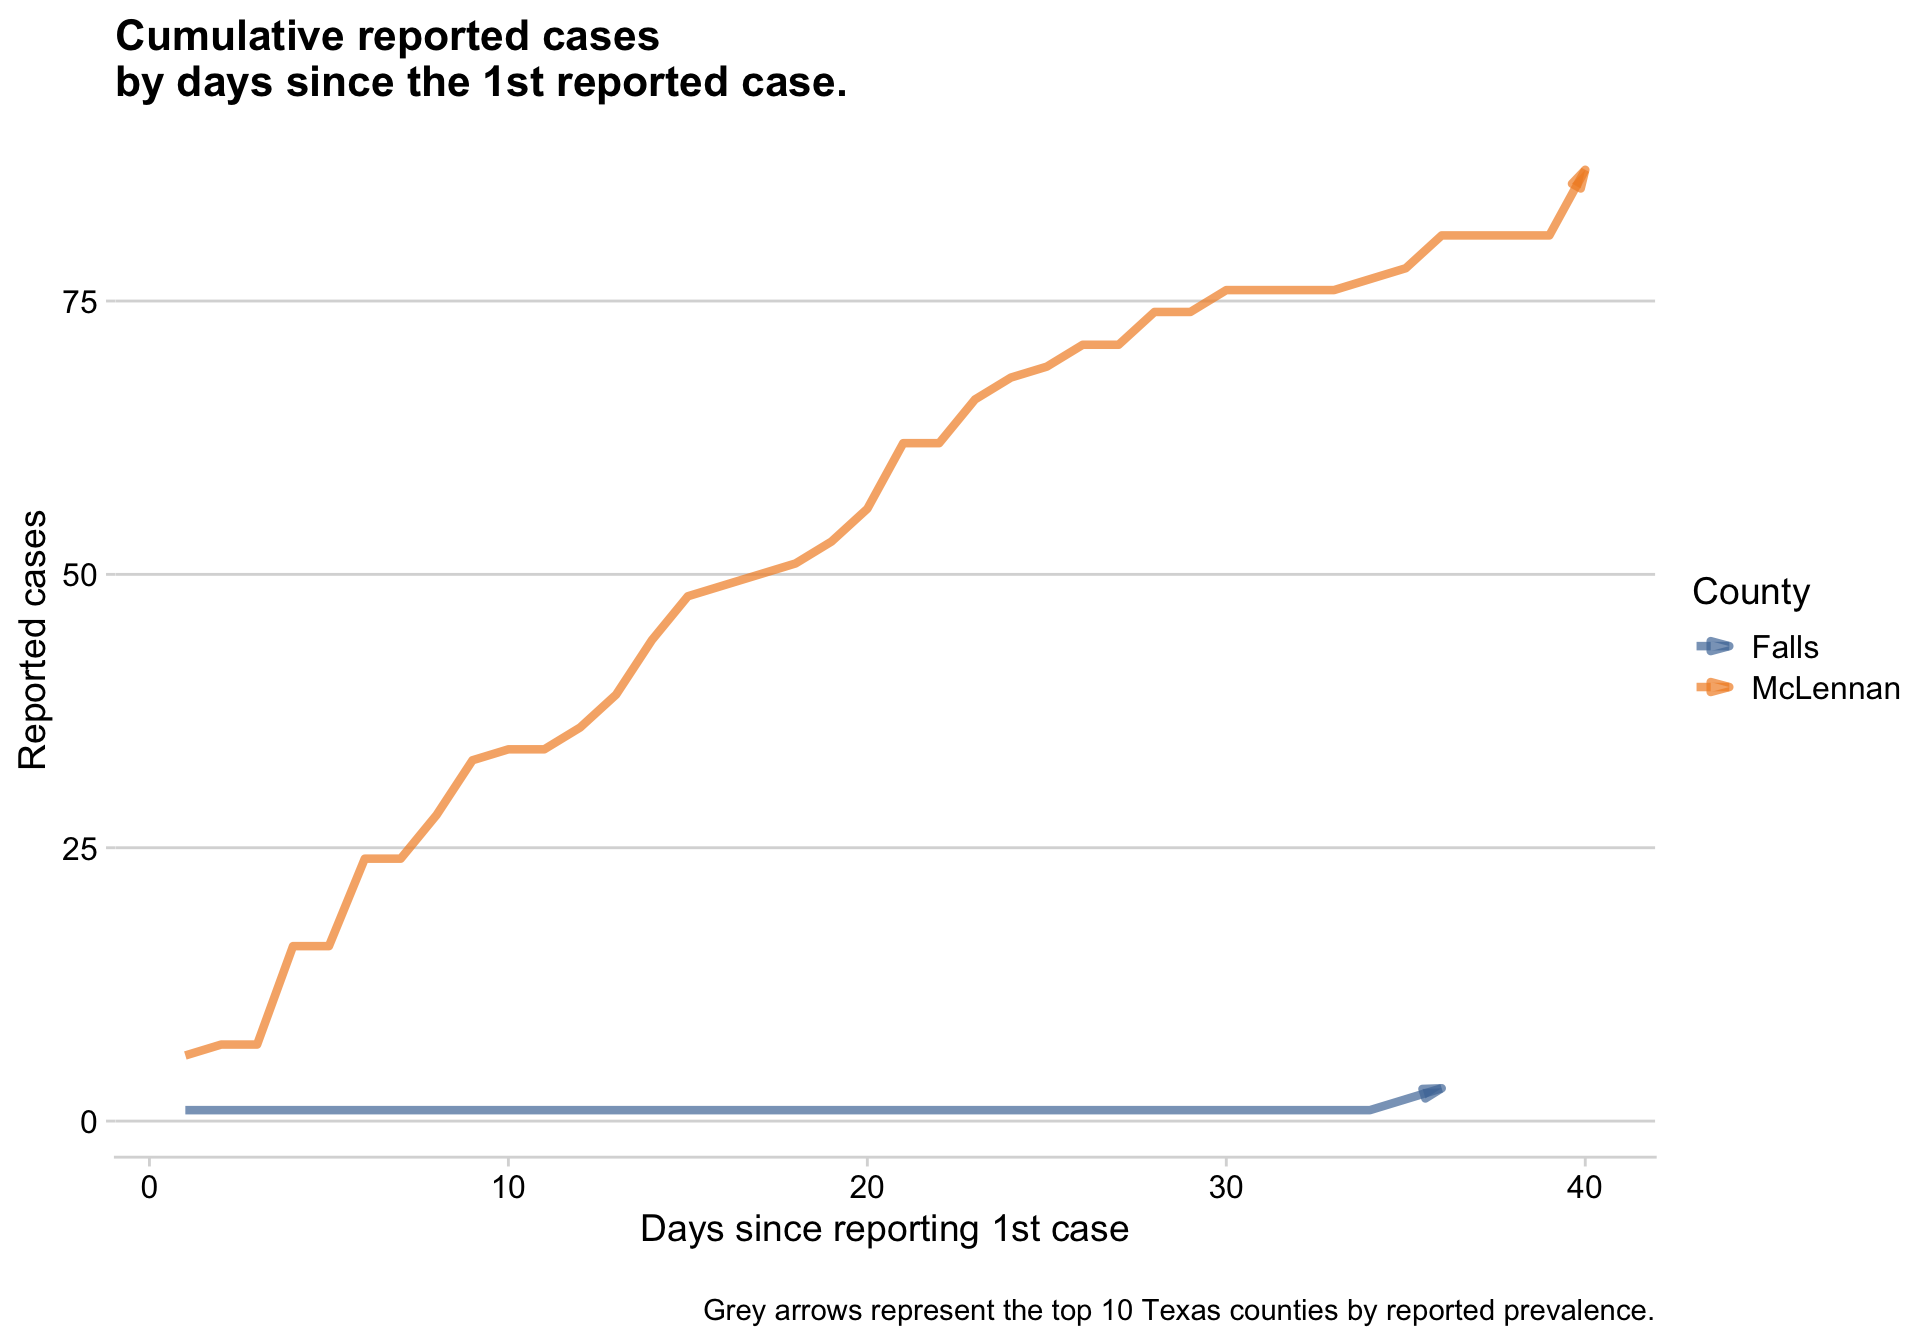 Cumulative reported cases
by days since the 1st reported case.
Reported cases
75
50
25
0
0 10 20 30 40
Days since reporting 1st case
County
Falls
McLennan
Grey arrows represent the top 10 Texas counties by reported prevalence.